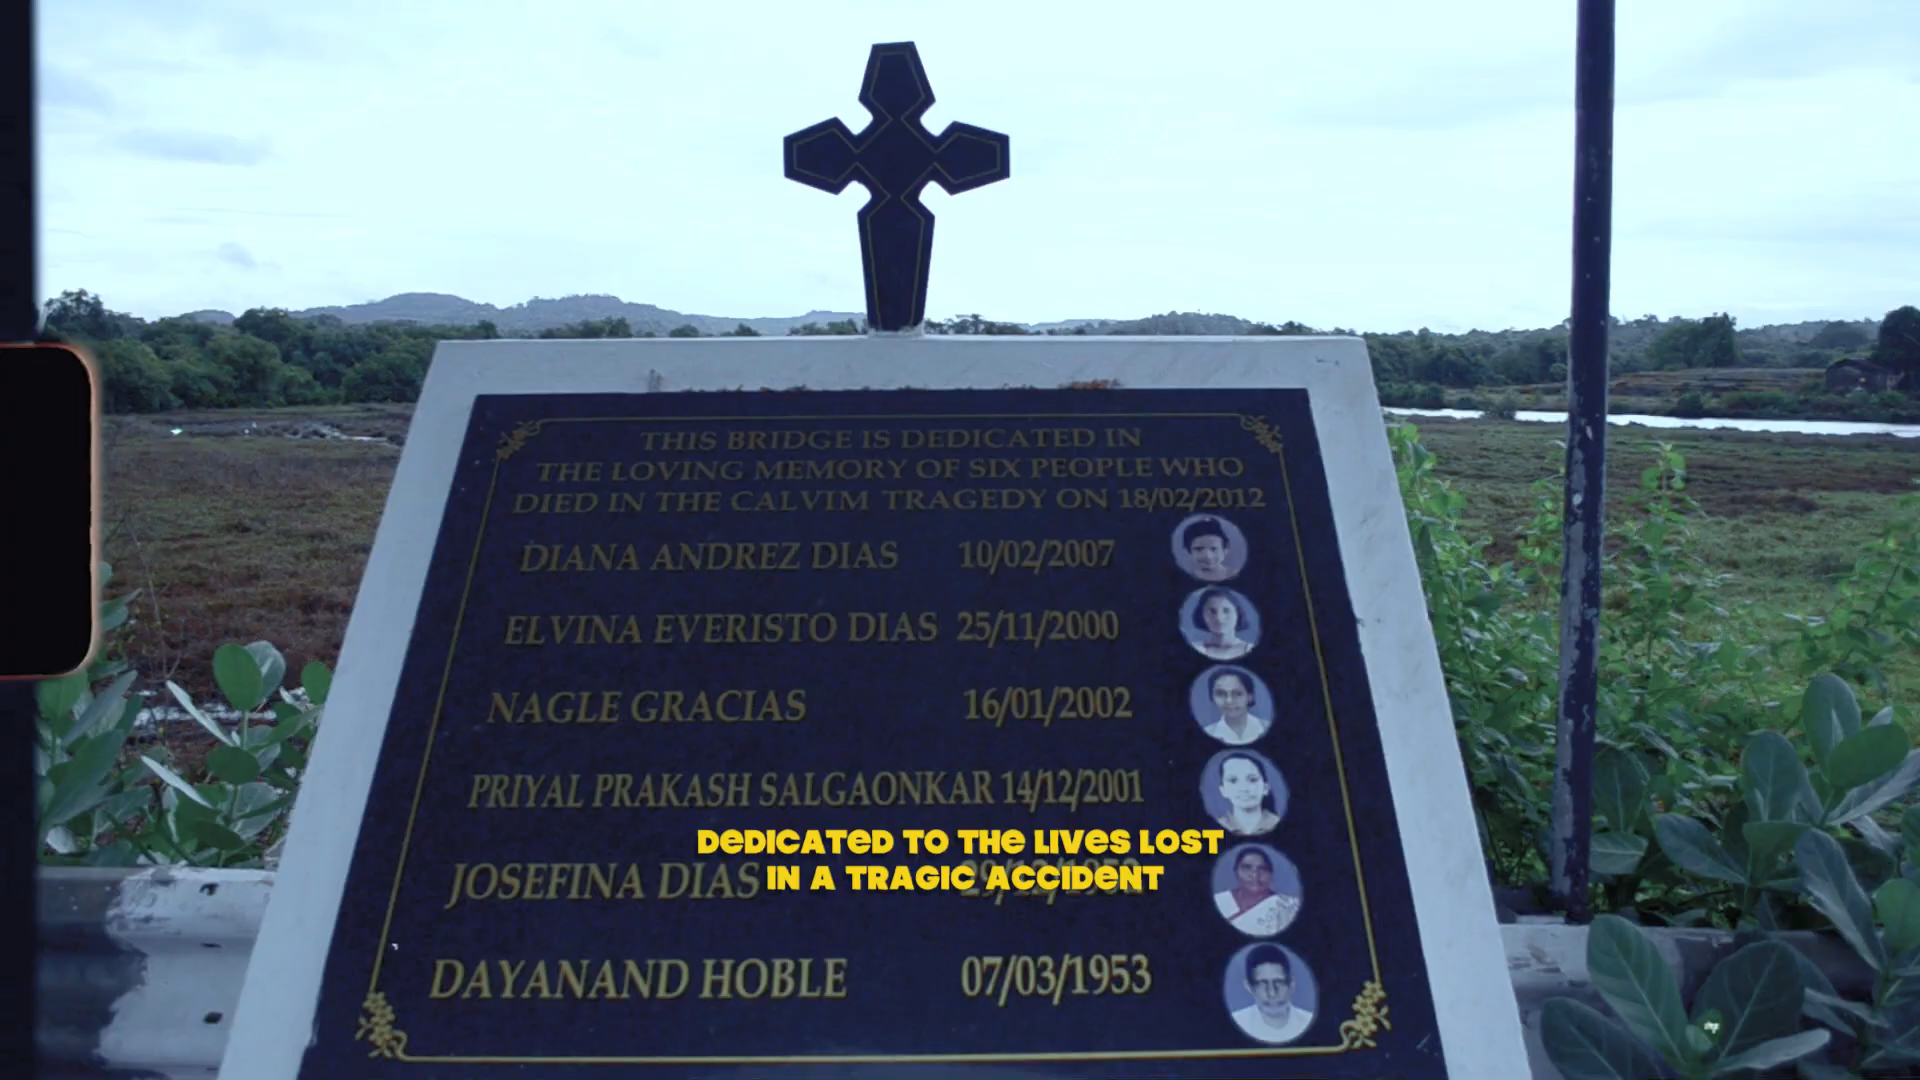 THIS BRIDGE IS DEDICATED IN
THE LOVING MEMORY OF SIX PEOPLE WHO
DIED IN THE CALVIM TRAGEDY ON 18/02/2012
DIANA ANDREZ DIAS 10/02/2007
ELVINA EVERISTO DIAS 25/11/2000
NAGLE GRACIAS 16/01/2002
PRIYAL PRAKASH SALGAONKAR 14/12/2001
DEDICATED TO THE LIVES LOST
IN A TRAGIC ACCIDENT
JOSEFINA DIAS
DAYANAND HOBLE 07/03/1953